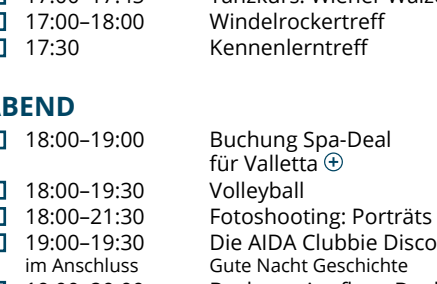 17:00–18:00 Windelrockertreff
17:30 Kennenlerntreff
ABEND
18:00–19:00 Buchung Spa-Deal
für Valletta ⊕
18:00–19:30 Volleyball
18:00–21:30 Fotoshooting: Porträts
19:00–19:30 Die AIDA Clubbie Disco
im Anschluss Gute Nacht Geschichte